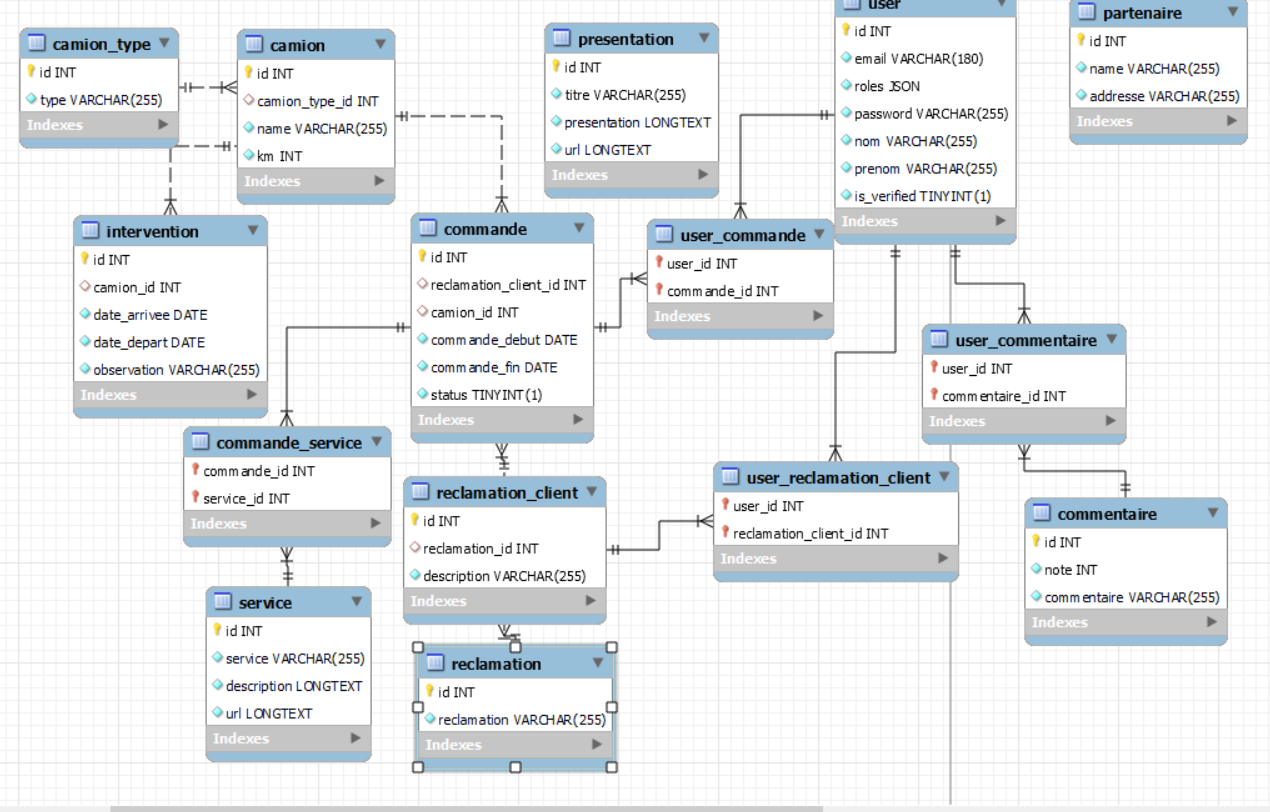 camion_type
id INT
type VARCHAR(255)
Indexes
camion
id INT
camion_type_id INT
name VARCHAR(255)
km INT
Indexes
presentation
id INT
titre VARCHAR(255)
presentation LONGTEXT
url LONGTEXT
Indexes
user
id INT
email VARCHAR(180)
roles JSON
password VARCHAR(255)
nom VARCHAR(255)
prenom VARCHAR(255)
is_verified TINYINT(1)
Indexes
partenaire
id INT
name VARCHAR(255)
addresse VARCHAR(255)
Indexes
intervention
id INT
camion_id INT
date_arrivee DATE
date_depart DATE
observation VARCHAR(255)
Indexes
commande
id INT
reclamation_client_id INT
camion_id INT
commande_debut DATE
commande_fin DATE
status TINYINT(1)
Indexes
user_commande
user_id INT
commande_id INT
Indexes
user_commentaire
user_id INT
commentaire_id INT
Indexes
commande_service
commande_id INT
service_id INT
Indexes
reclamation_client
id INT
reclamation_id INT
description VARCHAR(255)
Indexes
user_reclamation_client
user_id INT
reclamation_client_id INT
Indexes
commentaire
id INT
note INT
commentaire VARCHAR(255)
Indexes
service
id INT
service VARCHAR(255)
description LONGTEXT
url LONGTEXT
Indexes
reclamation
id INT
reclamation VARCHAR(255)
Indexes